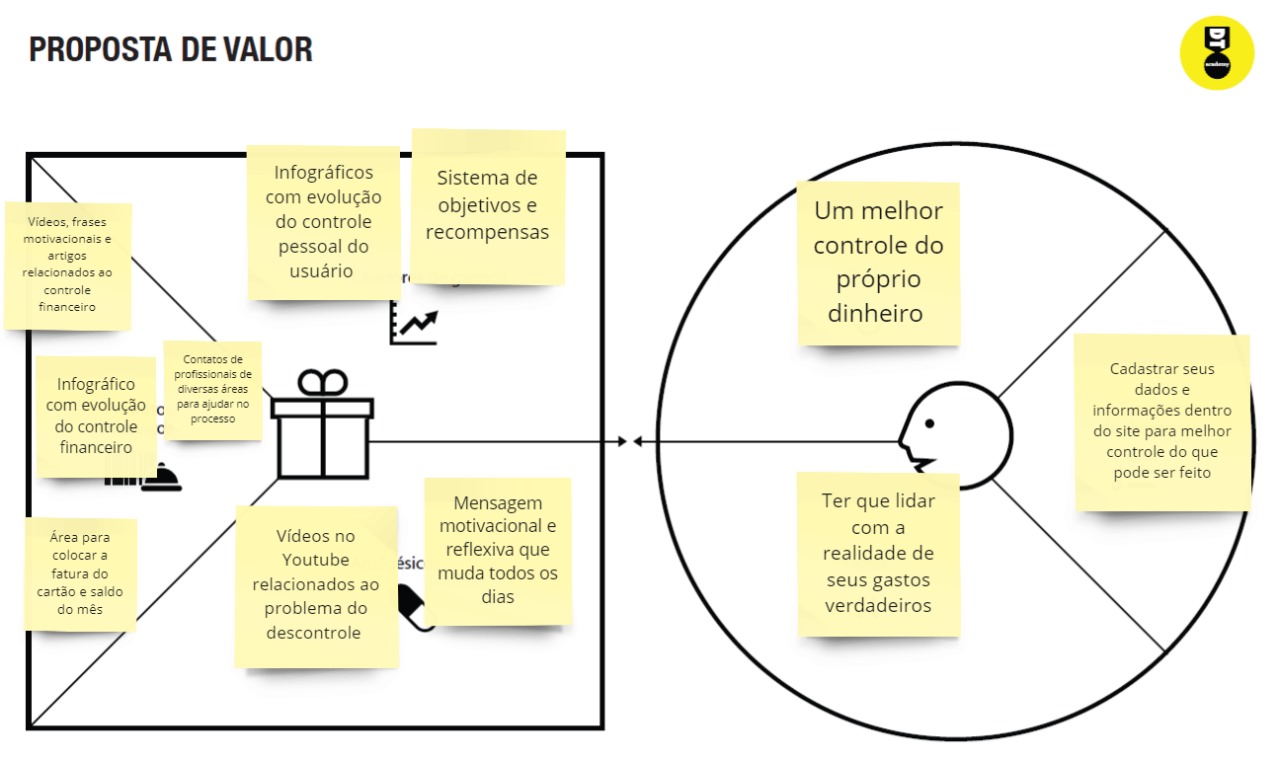 PROPOSTA DE VALOR
DT
academy
Infográficos
com evolução
do controle
pessoal do
usuário
Sistema de
objetivos e
recompensas
Vídeos, frases
motivacionais e
artigos
relacionados ao
controle
financeiro
Infográfico
com evolução
do controle
financeiro
Contatos de
profissionais de
diversas áreas
para ajudar no
processo
Área para
colocar a
fatura do
cartão e saldo
do mês
Vídeos no
Youtube
relacionados ao
problema do
descontrole
Mensagem
motivacional e
reflexiva que
muda todos os
dias
Um melhor
controle do
próprio
dinheiro
Ter que lidar
com a
realidade de
seus gastos
verdadeiros
Cadastrar seus
dados e
informações dentro
do site para melhor
controle do que
pode ser feito